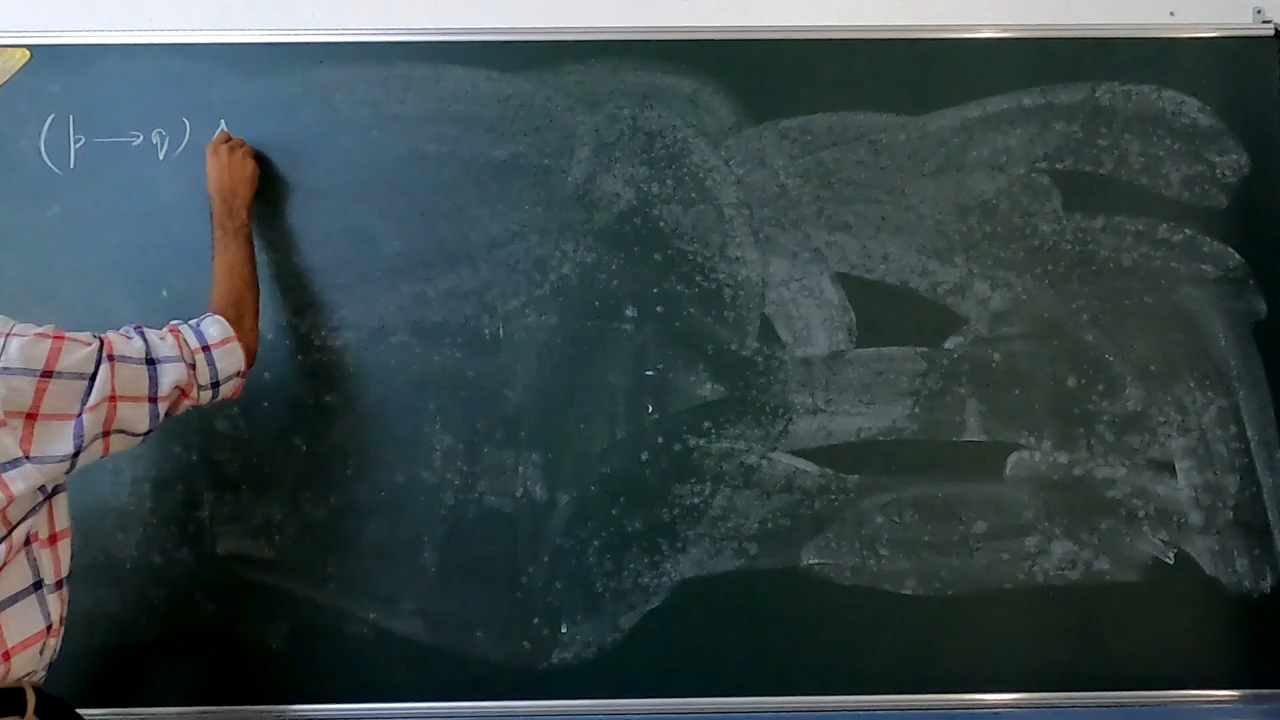 (p → q) ∧